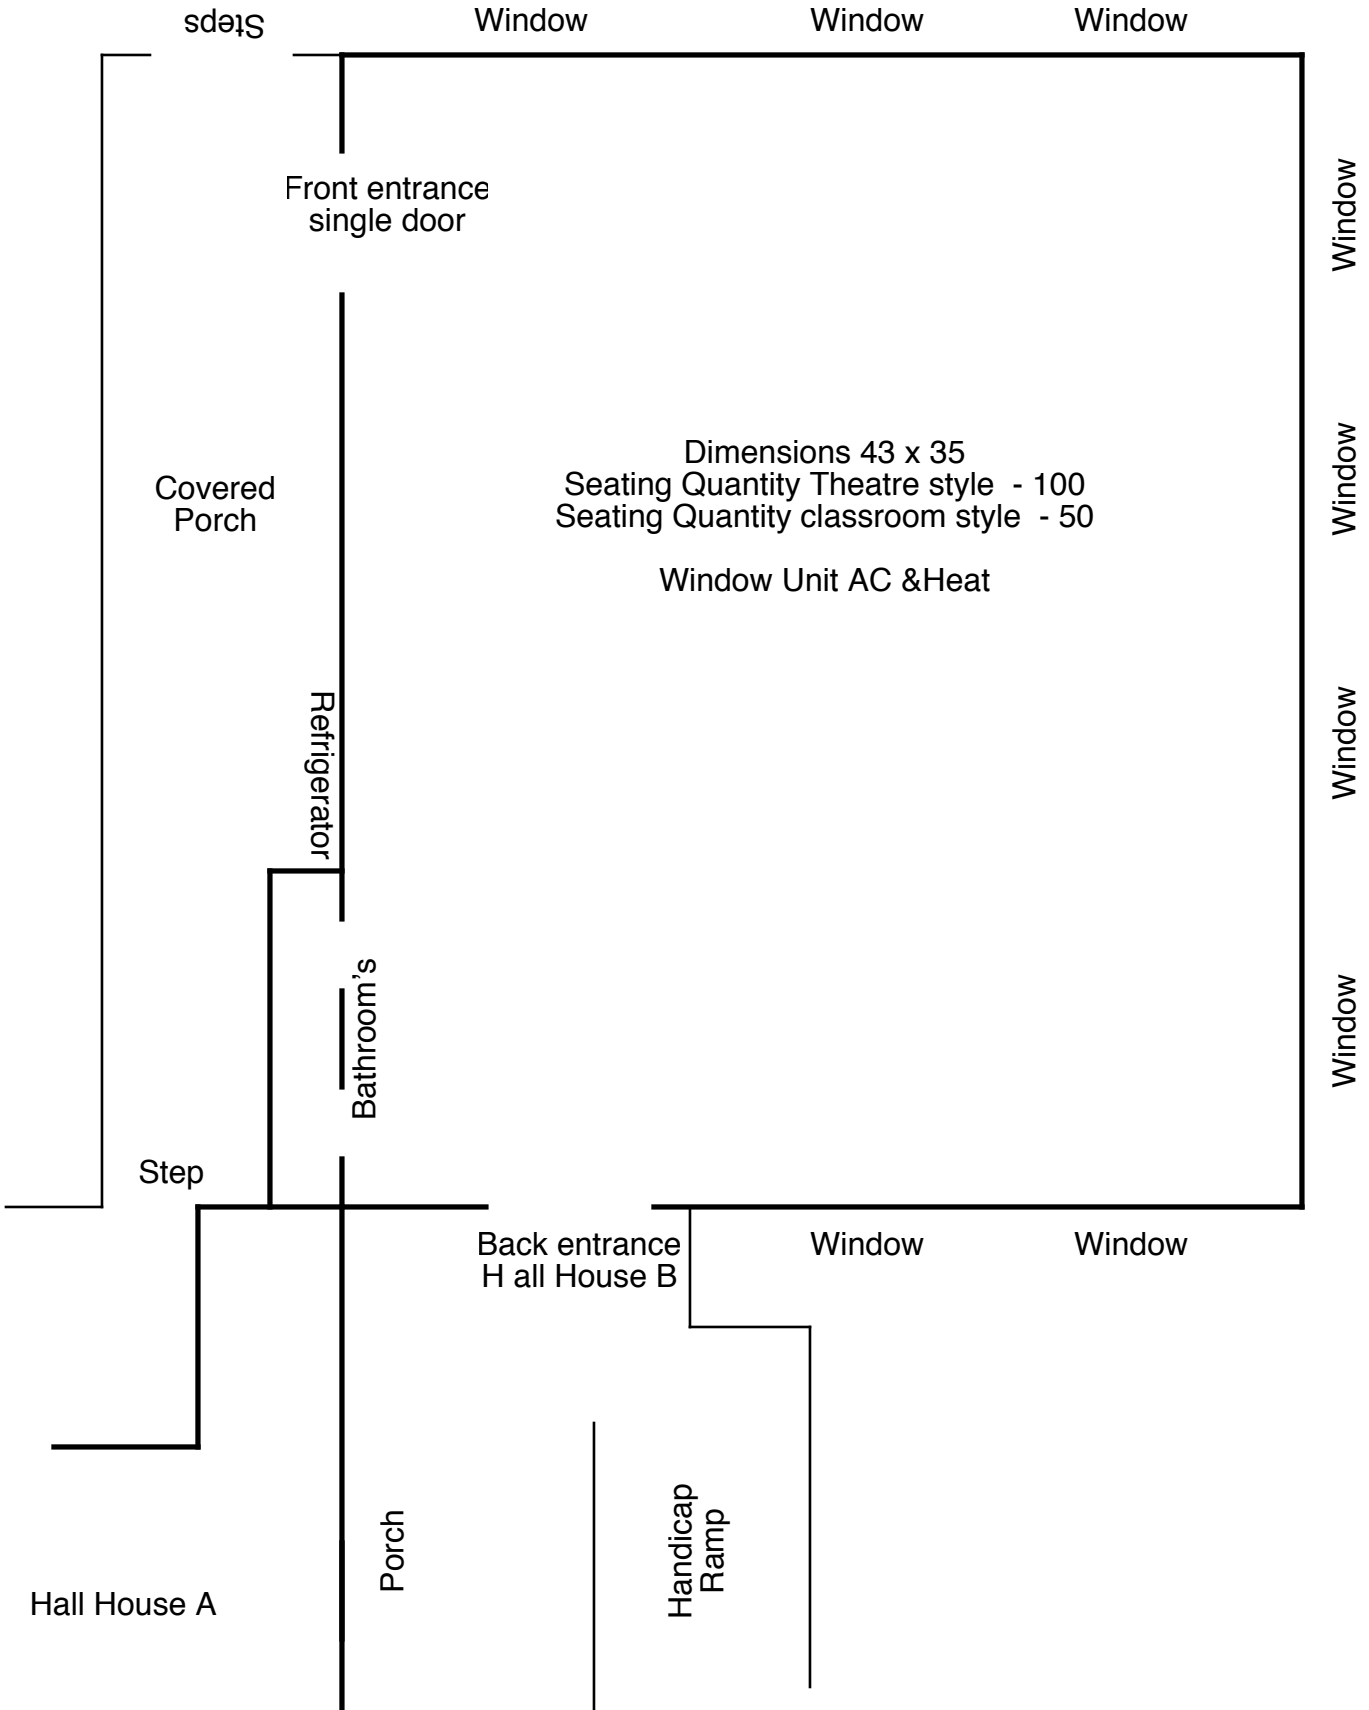 Steps
Window
Window
Window
Window
Front entrance
single door
Window
Dimensions 43 x 35
Seating Quantity Theatre style - 100
Seating Quantity classroom style - 50
Window Unit AC &Heat
Covered
Porch
Refrigerator
Window
Bathroom's
Window
Step
Back entrance
H all House B
Window
Window
Porch
Handicap
Ramp
Hall House A